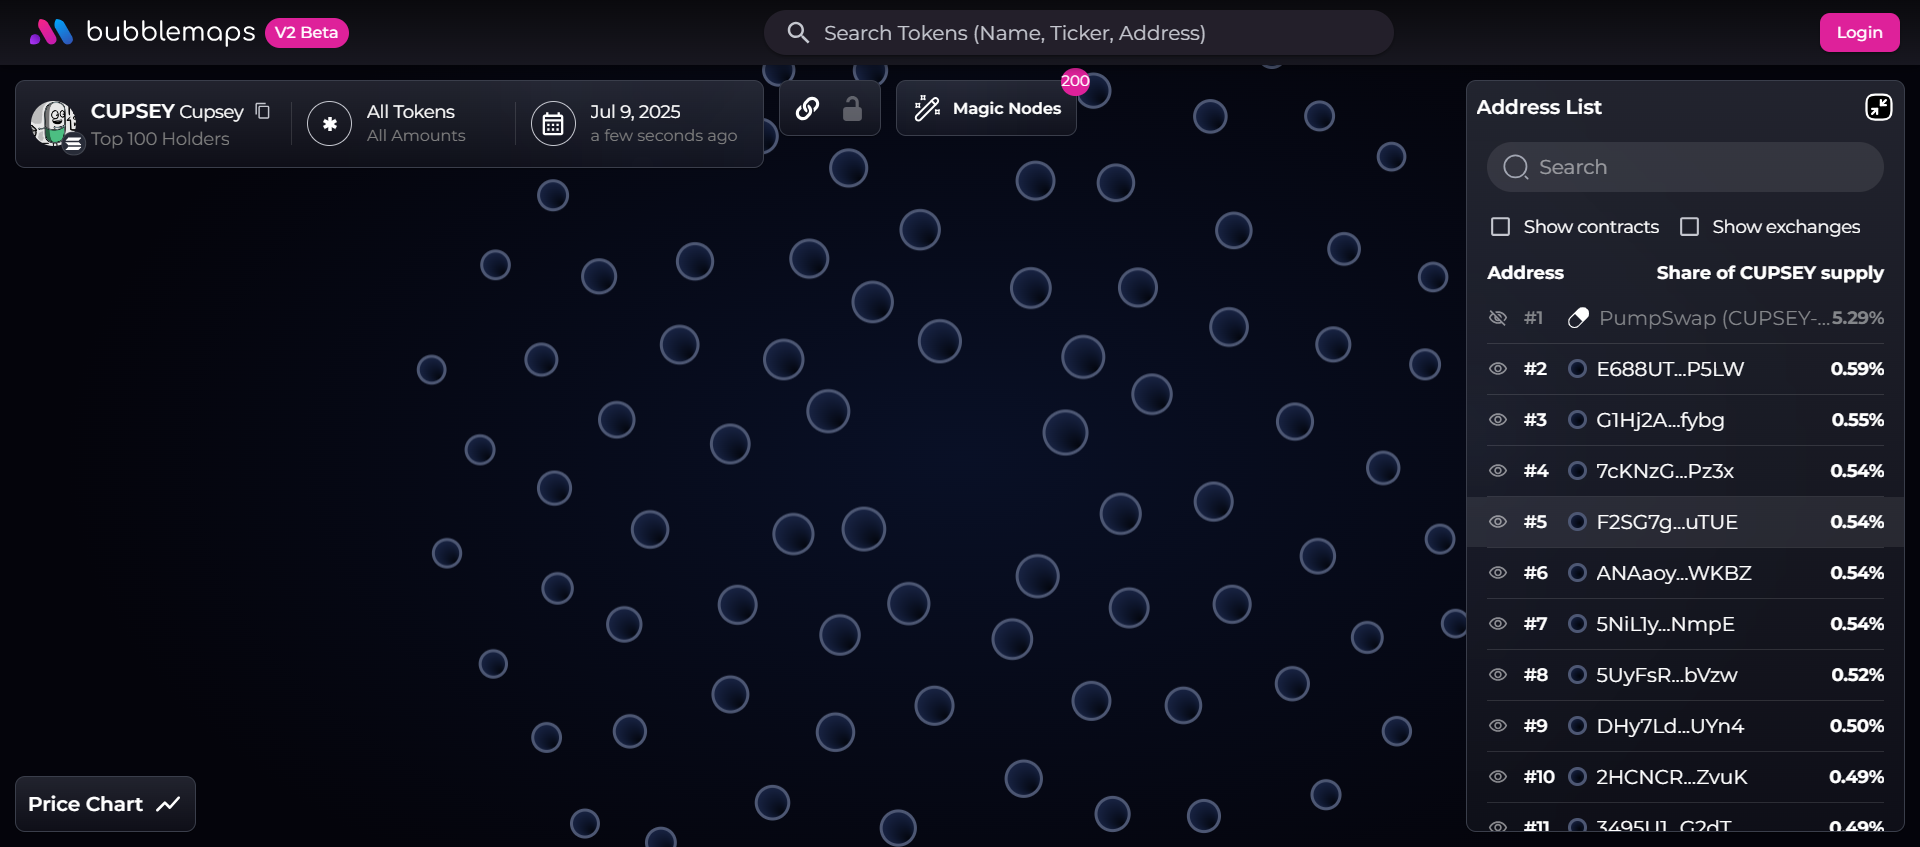 bubblemaps V2 Beta
Search Tokens (Name, Ticker, Address)
Login
CUPSEY Cupsey
Top 100 Holders
All Tokens
All Amounts
Jul 9, 2025
a few seconds ago
Magic Nodes
200
Address List
Search
Show contracts
Show exchanges
Address Share of CUPSEY supply
#1 PumpSwap (CUPSEY-... 5.29%
#2 E688UT...P5LW 0.59%
#3 G1Hj2A...fybg 0.55%
#4 7cKNzG...Pz3x 0.54%
#5 F2SG7g...uTUE 0.54%
#6 ANAaoy...WKBZ 0.54%
#7 5NiL1y...NmpE 0.54%
#8 5UyFsR...bVzw 0.52%
#9 DHy7Ld...UYn4 0.50%
#10 2HCNCR...ZvuK 0.49%
#11 3495U1...G2dT 0.49%
Price Chart